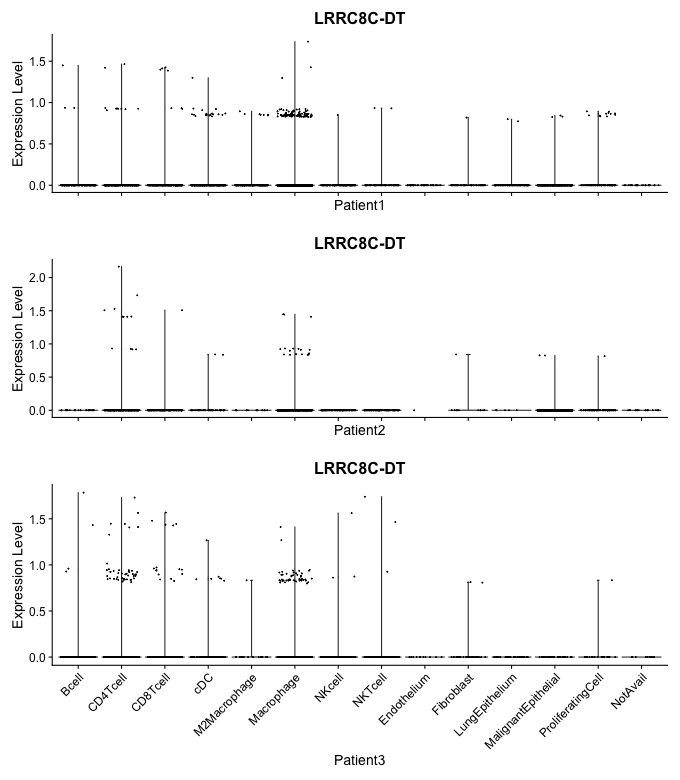 LRRC8C-DT
Expression Level
1.5
1.0
0.5
0.0
Patient1
LRRC8C-DT
Expression Level
2.0
1.5
1.0
0.5
0.0
Patient2
LRRC8C-DT
Expression Level
1.5
1.0
0.5
0.0
Bcell
CD4Tcell
CD8Tcell
cDC
M2Macrophage
Macrophage
NKcell
NKTcell
Endothelium
Fibroblast
LungEpithelium
MalignantEpithelial
ProliferatingCell
NotAvail
Patient3